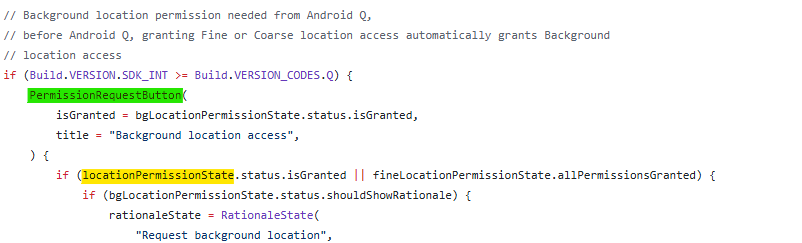 // Background location permission needed from Android Q,
// before Android Q, granting Fine or Coarse location access automatically grants Background
// location access
if (Build.VERSION.SDK_INT >= Build.VERSION_CODES.Q) {
    PermissionRequestButton(
        isGranted = bgLocationPermissionState.status.isGranted,
        title = "Background location access",
    ) {
        if (locationPermissionState.status.isGranted || fineLocationPermissionState.allPermissionsGranted) {
            if (bgLocationPermissionState.status.shouldShowRationale) {
                rationaleState = RationaleState(
                    "Request background location",